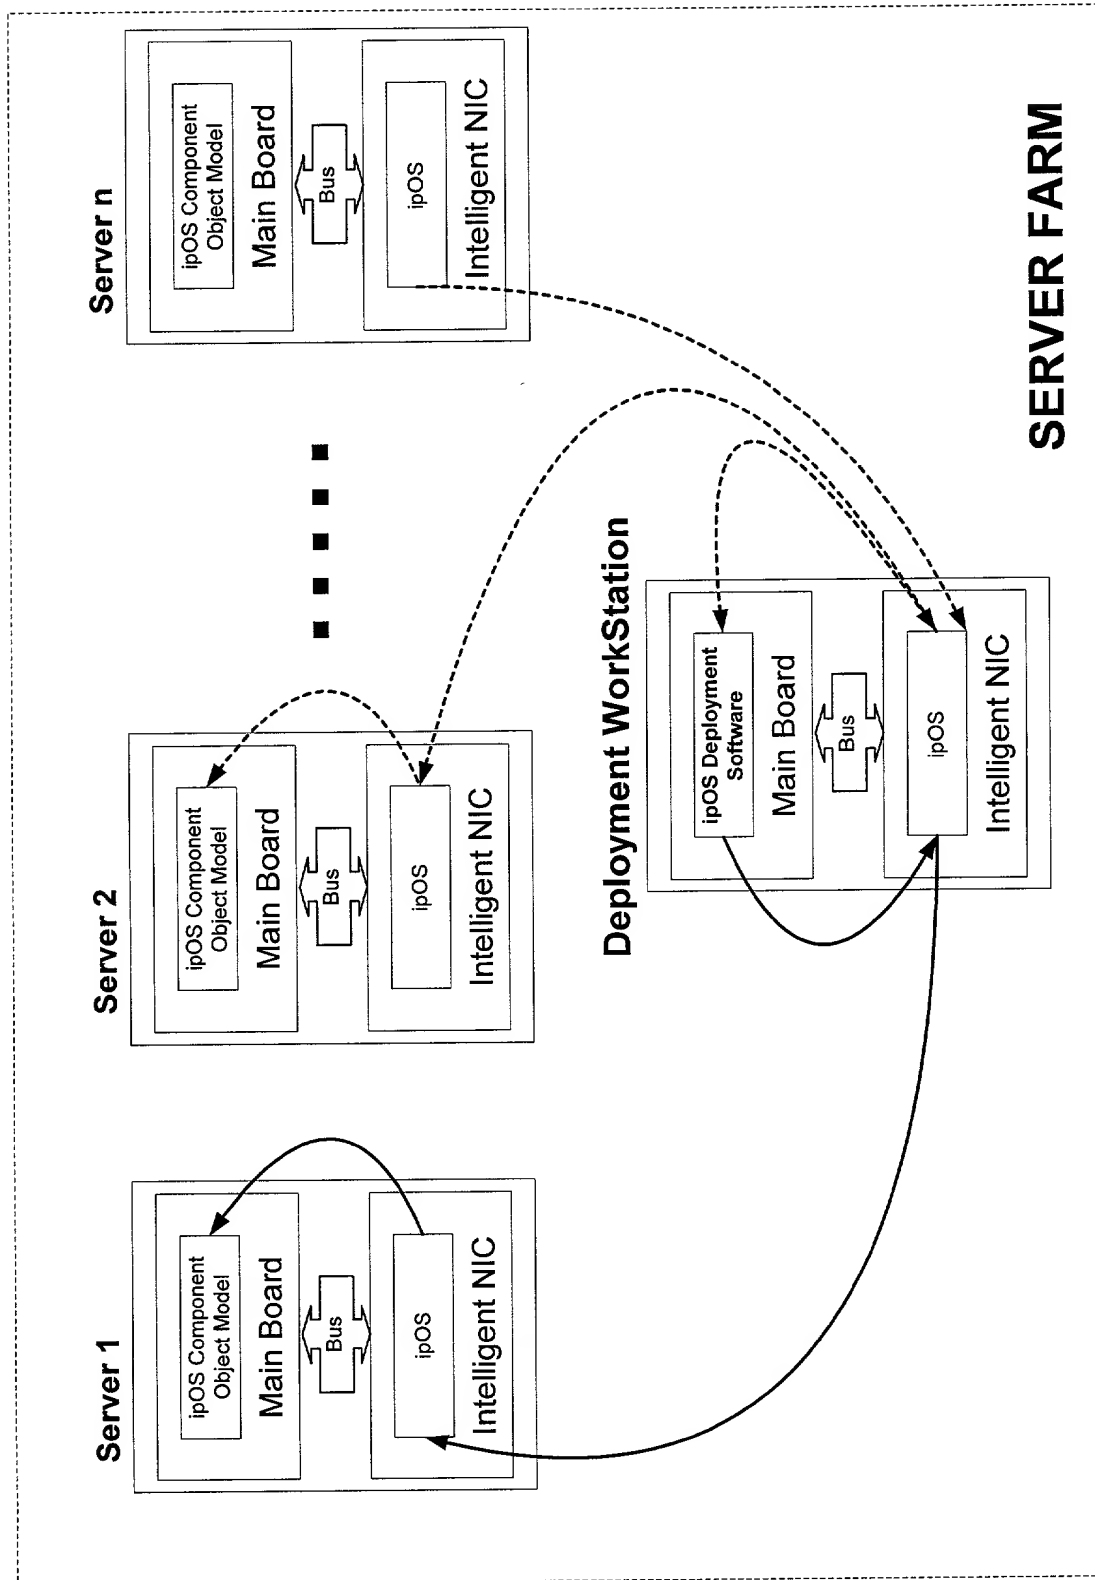 Server 1
ipOS Component
Object Model
Main Board
Bus
ipOS
Intelligent NIC
Server 2
ipOS Component
Object Model
Main Board
Bus
ipOS
Intelligent NIC
Server n
ipOS Component
Object Model
Main Board
Bus
ipOS
Intelligent NIC
Deployment WorkStation
ipOS Deployment
Software
Main Board
Bus
ipOS
Intelligent NIC
SERVER FARM